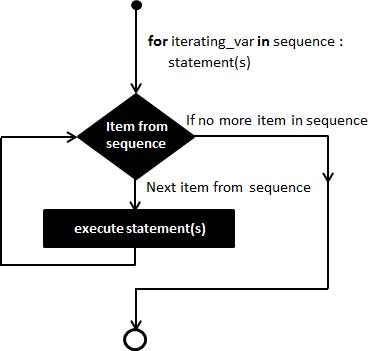 for iterating_var in sequence :
statement(s)
Item from
sequence
If no more item in sequence
Next item from sequence
execute statement(s)